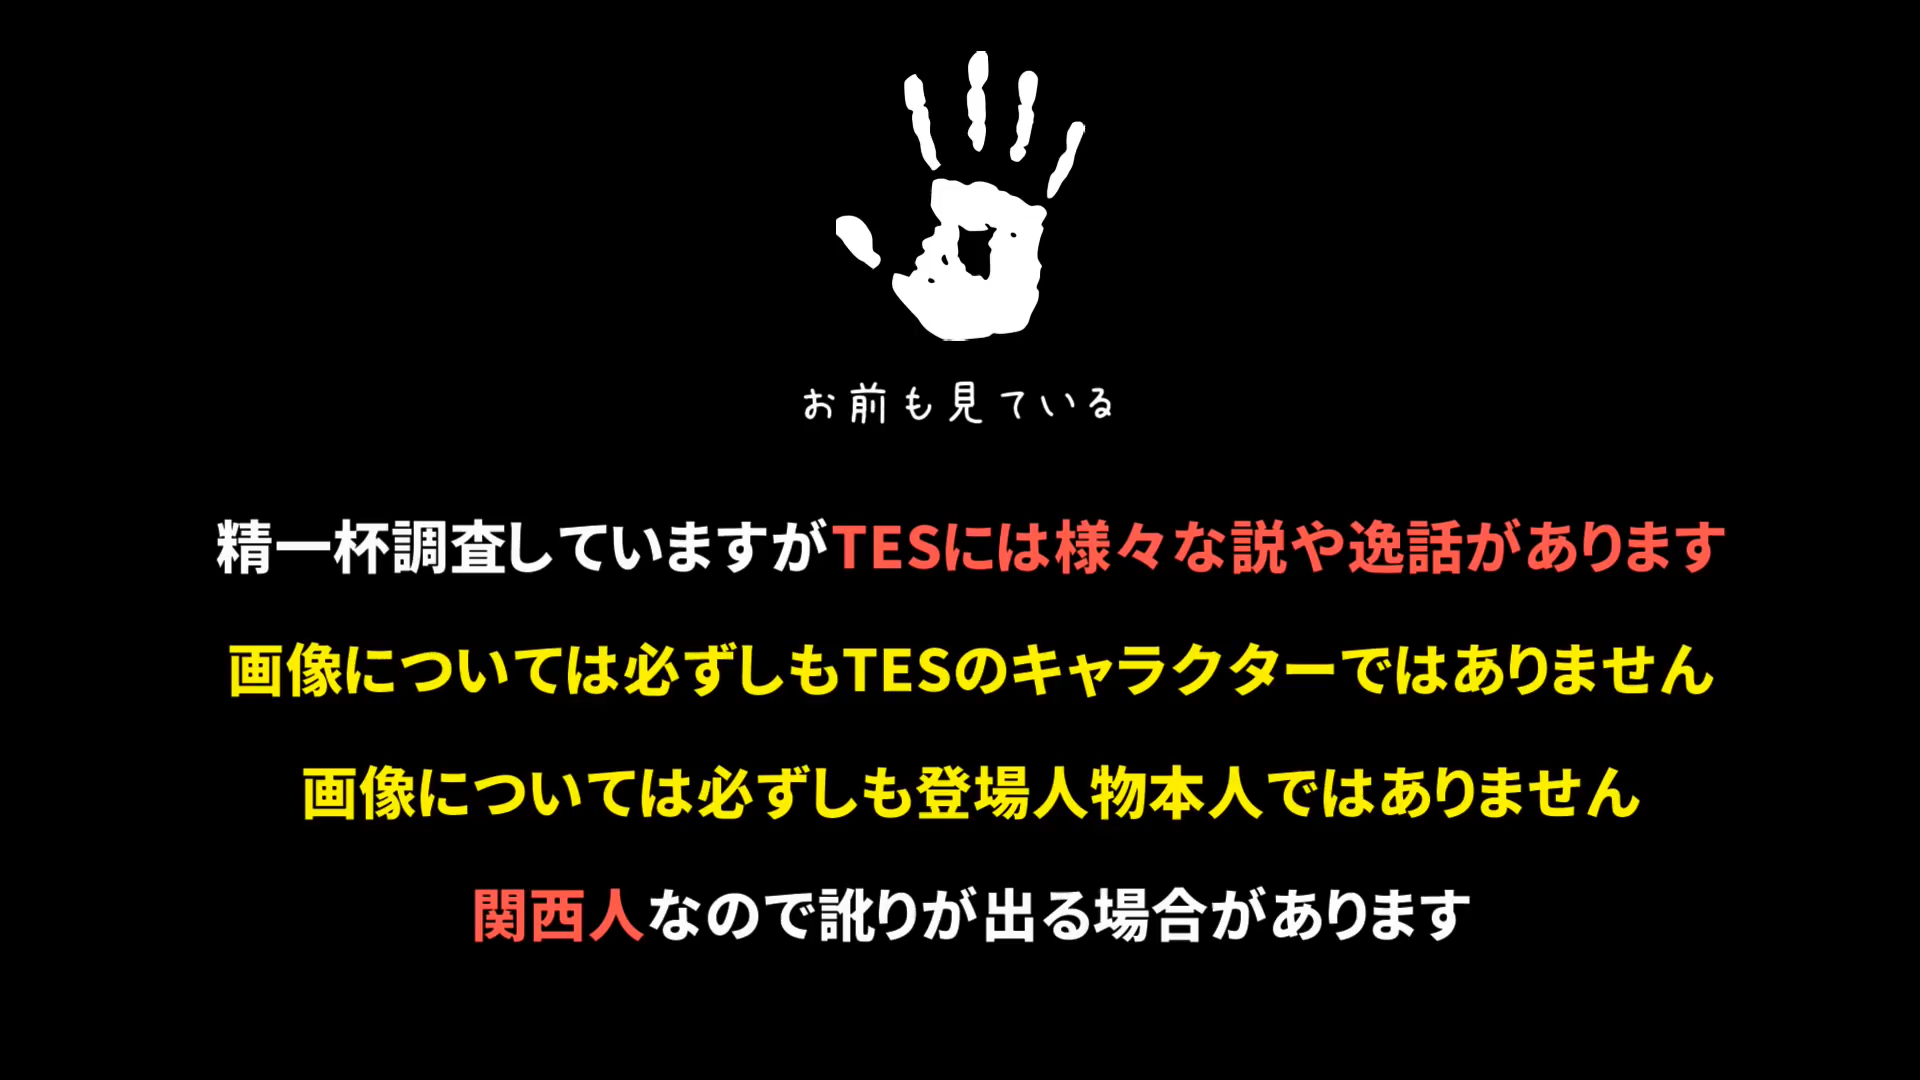 お前も見ている
精一杯調査していますがTESには様々な説や逸話があります
画像については必ずしもTESのキャラクターではありません
画像については必ずしも登場人物本人ではありません
関西人なので訛りが出る場合があります